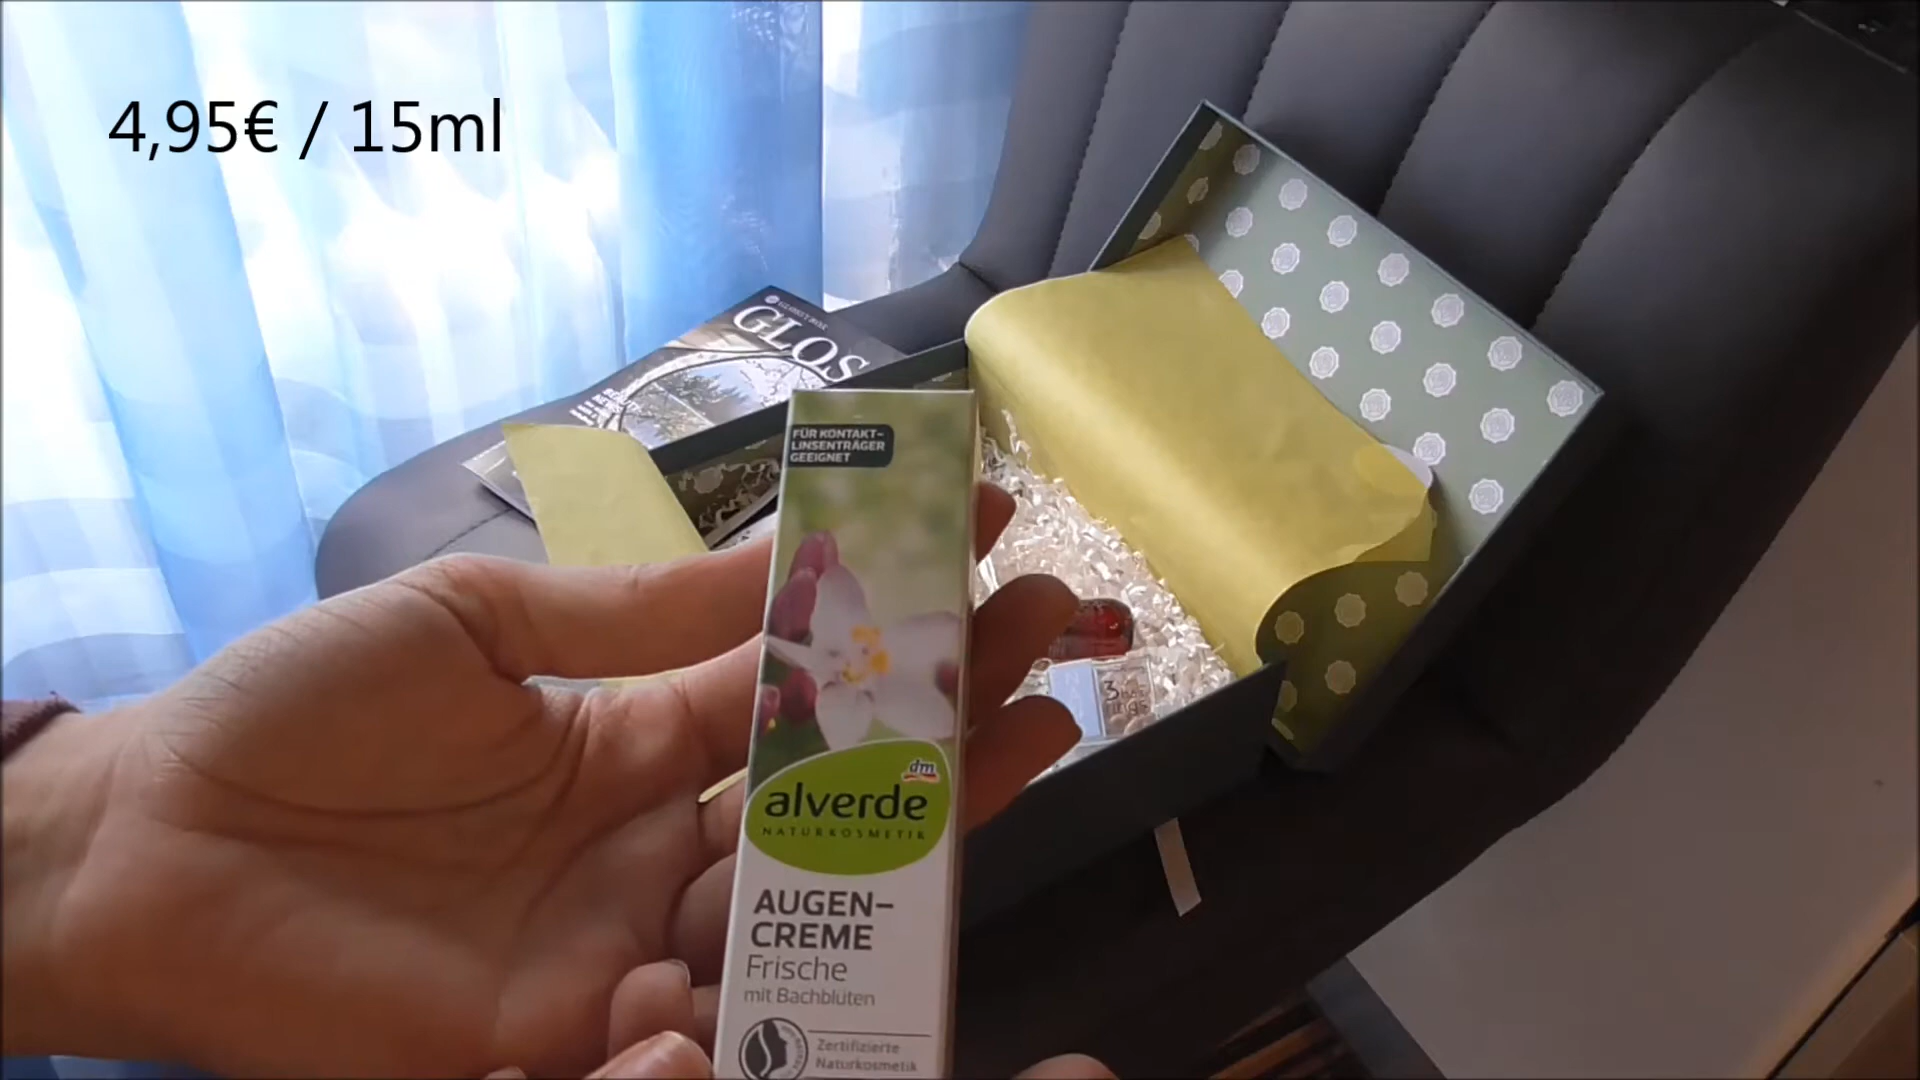 4,95€ / 15ml
GLOS
FÜR KONTAKT-
LINSENTRÄGER
GEEIGNET
dm
alverde
NATURKOSMETIK
AUGEN-
CREME
Frische
mit Bachblüten
Zertifizierte
Naturkosmetik